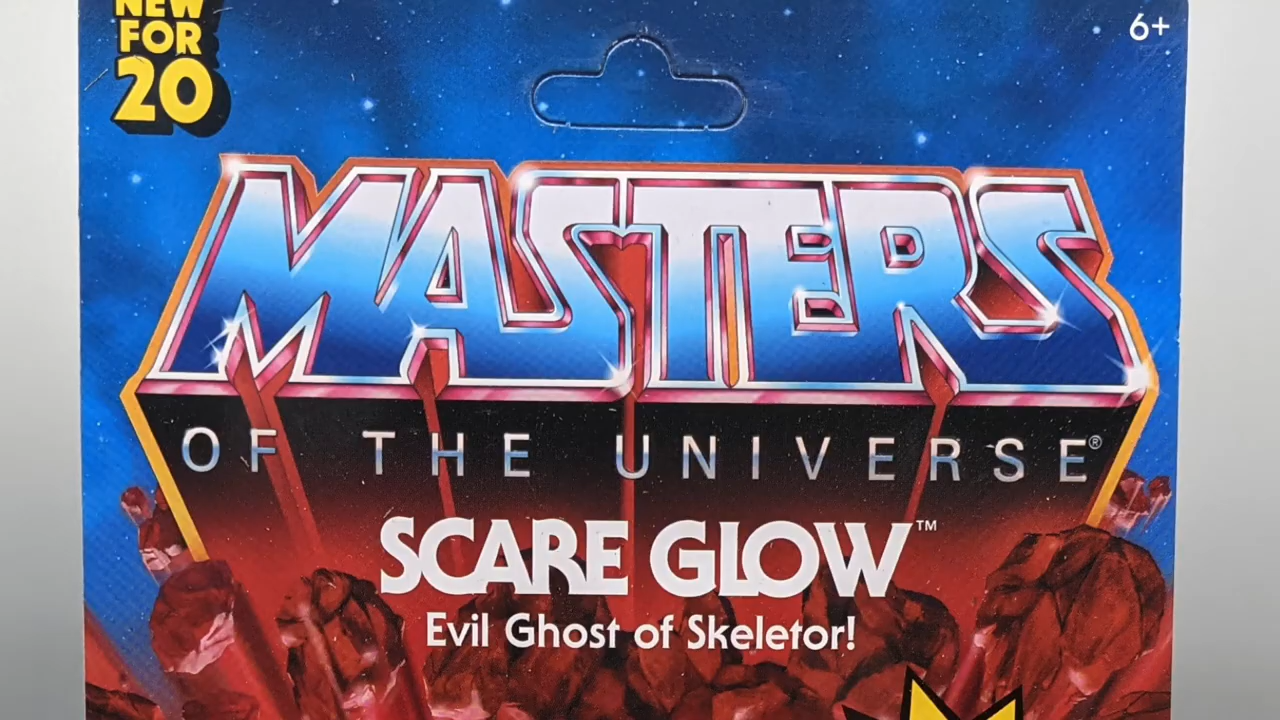 NEW
FOR
20
6+
MASTERS
OF THE UNIVERSE®
SCARE GLOW™
Evil Ghost of Skeletor!